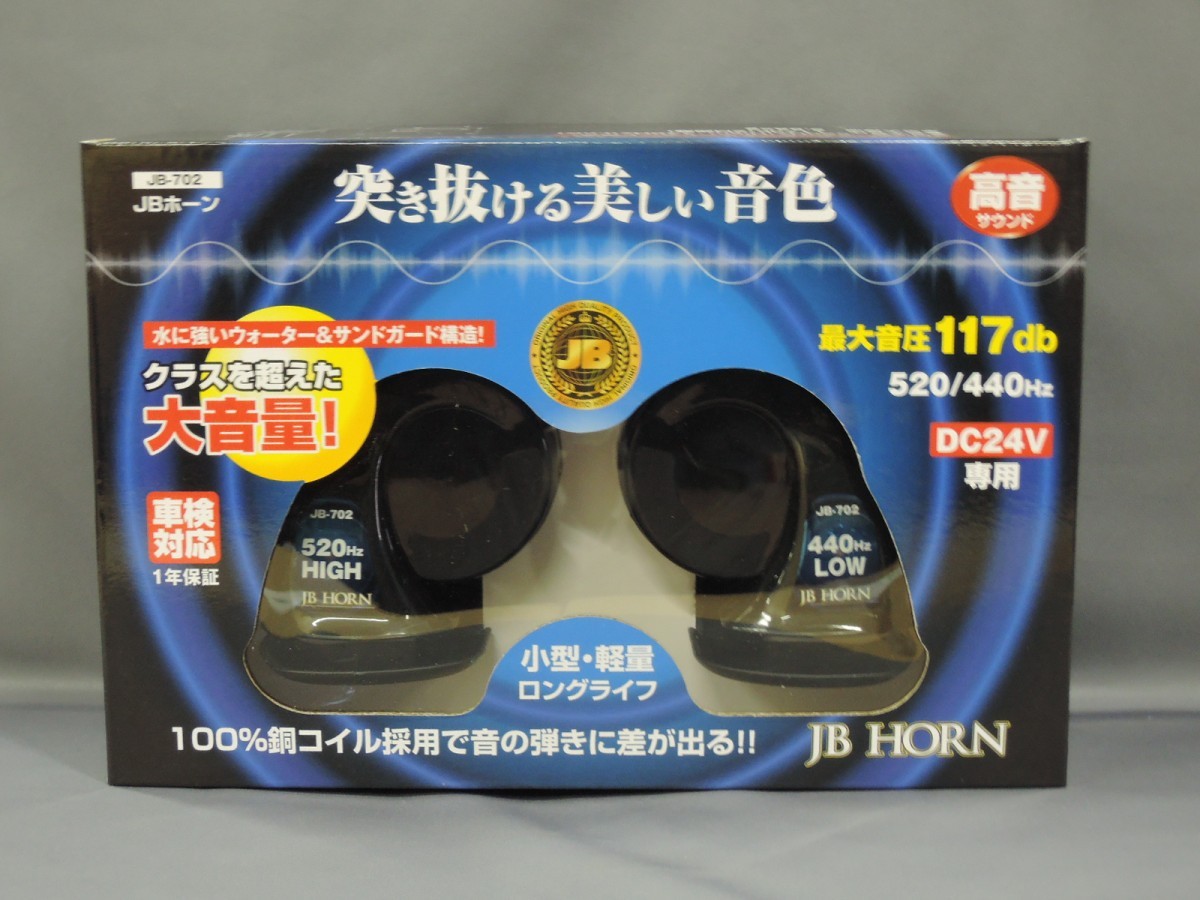 JB-702
JBホーン
突き抜ける美しい音色
高音
サウンド
水に強いウォーター&サンドガード構造!
クラスを超えた
大音量!
JB
最大音圧117db
520/440Hz
DC24V
専用
車検
対応
1年保証
JB-702
520Hz
HIGH
JB HORN
JB-702
440Hz
LOW
JB HORN
小型・軽量
ロングライフ
100%銅コイル採用で音の弾きに差が出る!!
JB HORN